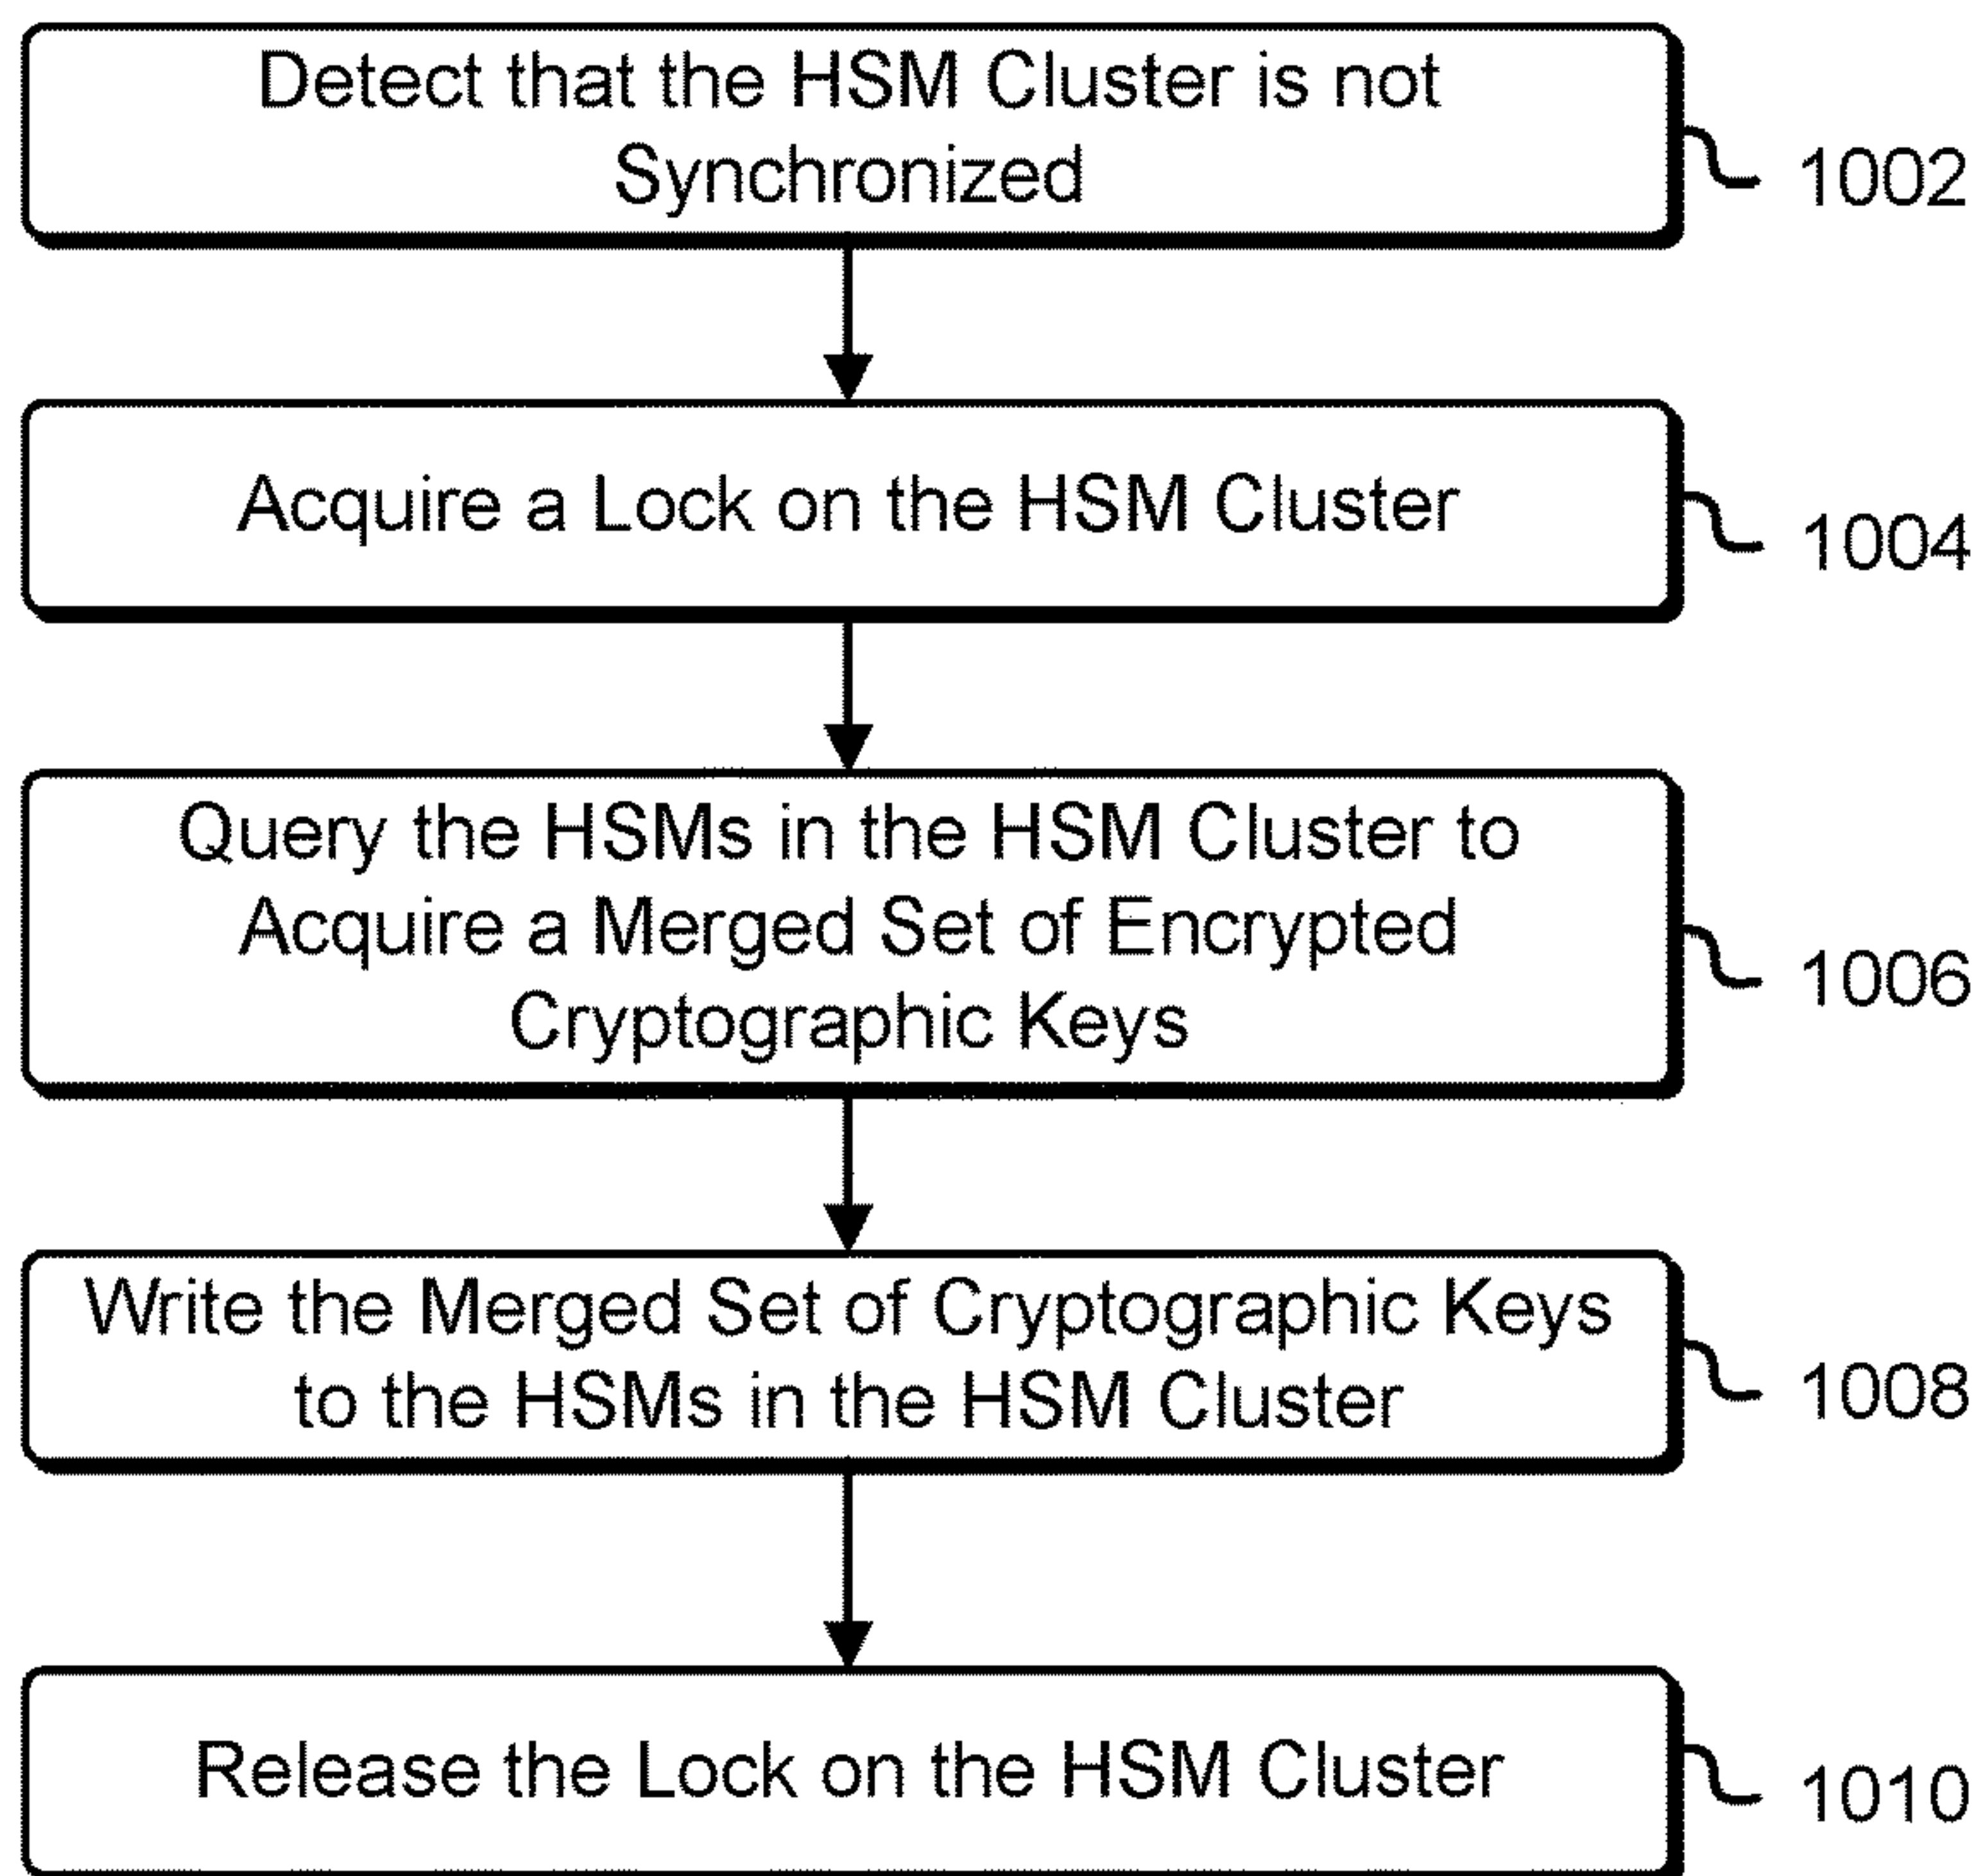 Detect that the HSM Cluster is not
Synchronized
1002
Acquire a Lock on the HSM Cluster
1004
Query the HSMs in the HSM Cluster to
Acquire a Merged Set of Encrypted
Cryptographic Keys
1006
Write the Merged Set of Cryptographic Keys
to the HSMs in the HSM Cluster
1008
Release the Lock on the HSM Cluster
1010